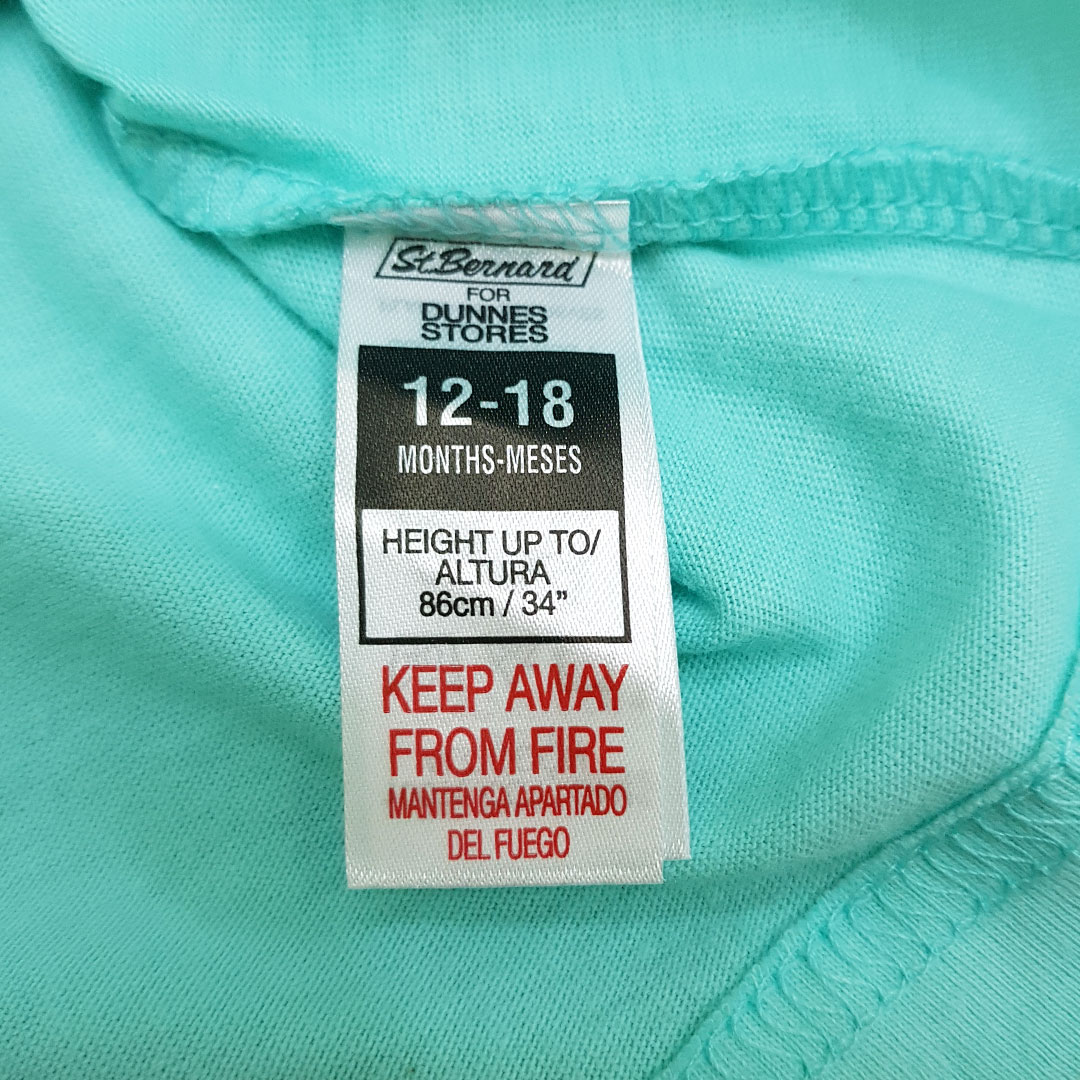 St.Bernard
FOR
DUNNES
STORES
12-18
MONTHS-MESES
HEIGHT UP TO/
ALTURA
86cm / 34”
KEEP AWAY
FROM FIRE
MANTENGA APARTADO
DEL FUEGO